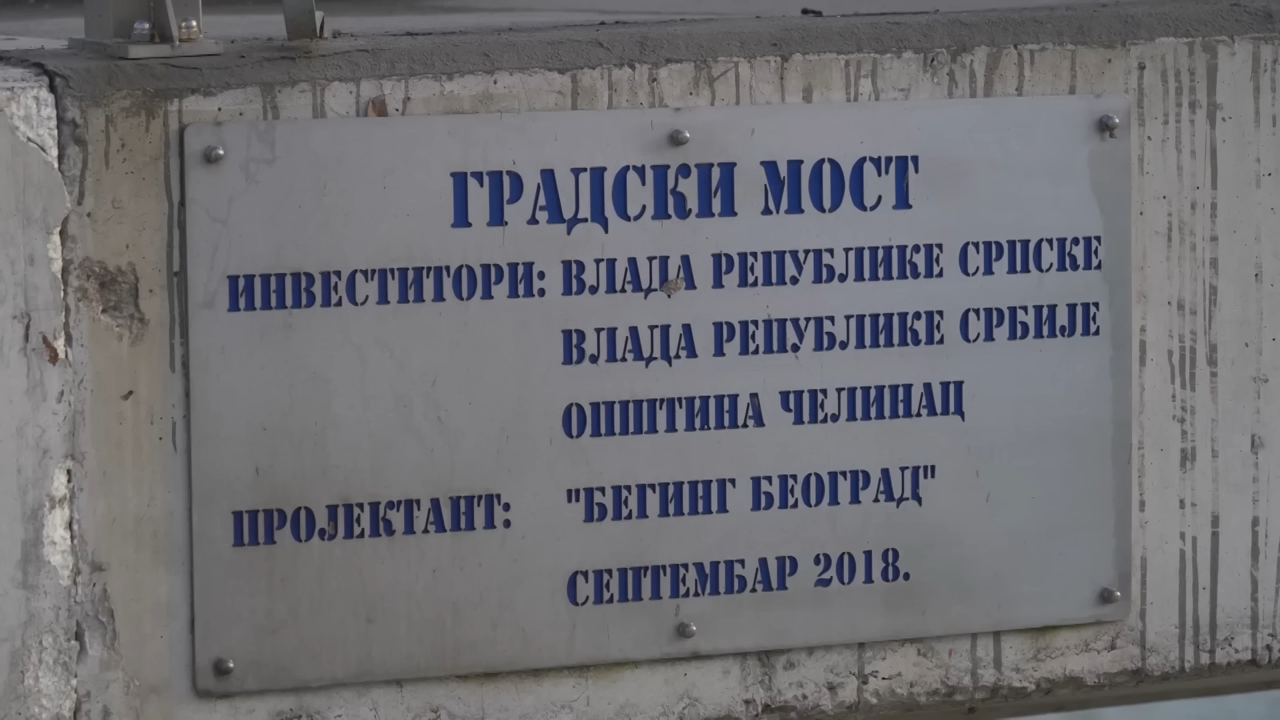 ГРАДСКИ МОСТ
ИНВЕСТИТОРИ: ВЛАДА РЕПУБЛИКЕ СРПСКЕ
ВЛАДА РЕПУБЛИКЕ СРБИЈЕ
ОПШТИНА ЧЕЛИНАЦ
ПРОЈЕКТАНТ: "БЕГИНГ БЕОГРАД"
СЕПТЕМБАР 2018.